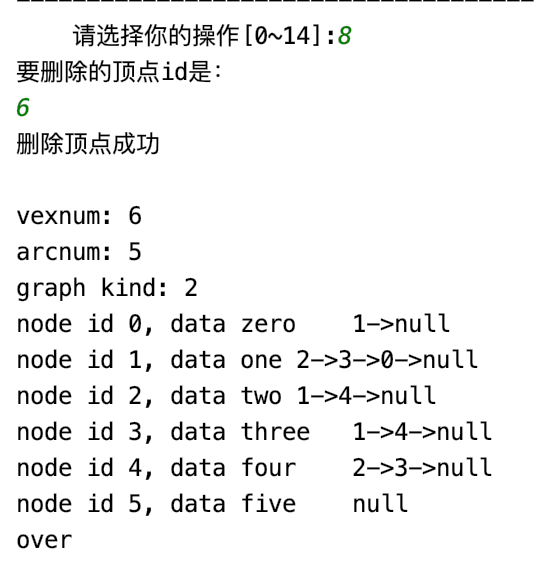 请选择你的操作[0~14]:8
要删除的顶点id是:
6
删除顶点成功
vexnum: 6
arcnum: 5
graph kind: 2
node id 0, data zero    1->null
node id 1, data one 2->3->0->null
node id 2, data two 1->4->null
node id 3, data three   1->4->null
node id 4, data four    2->3->null
node id 5, data five    null
over